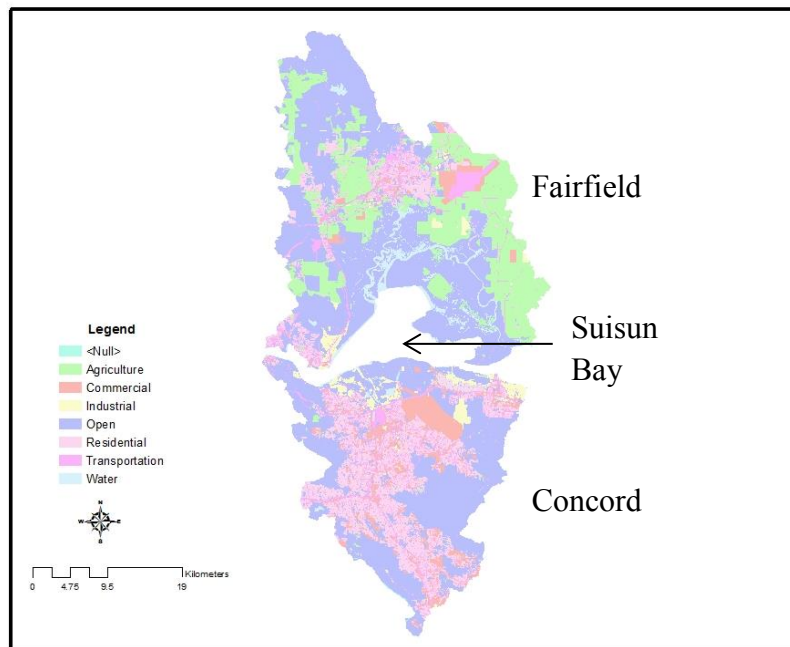 Fairfield
Suisun
Bay
Legend
<Null>
Agriculture
Commercial
Industrial
Open
Residential
Transportation
Water
N
W
E
S
Concord
Kilometers
0 4.75 9.5 19